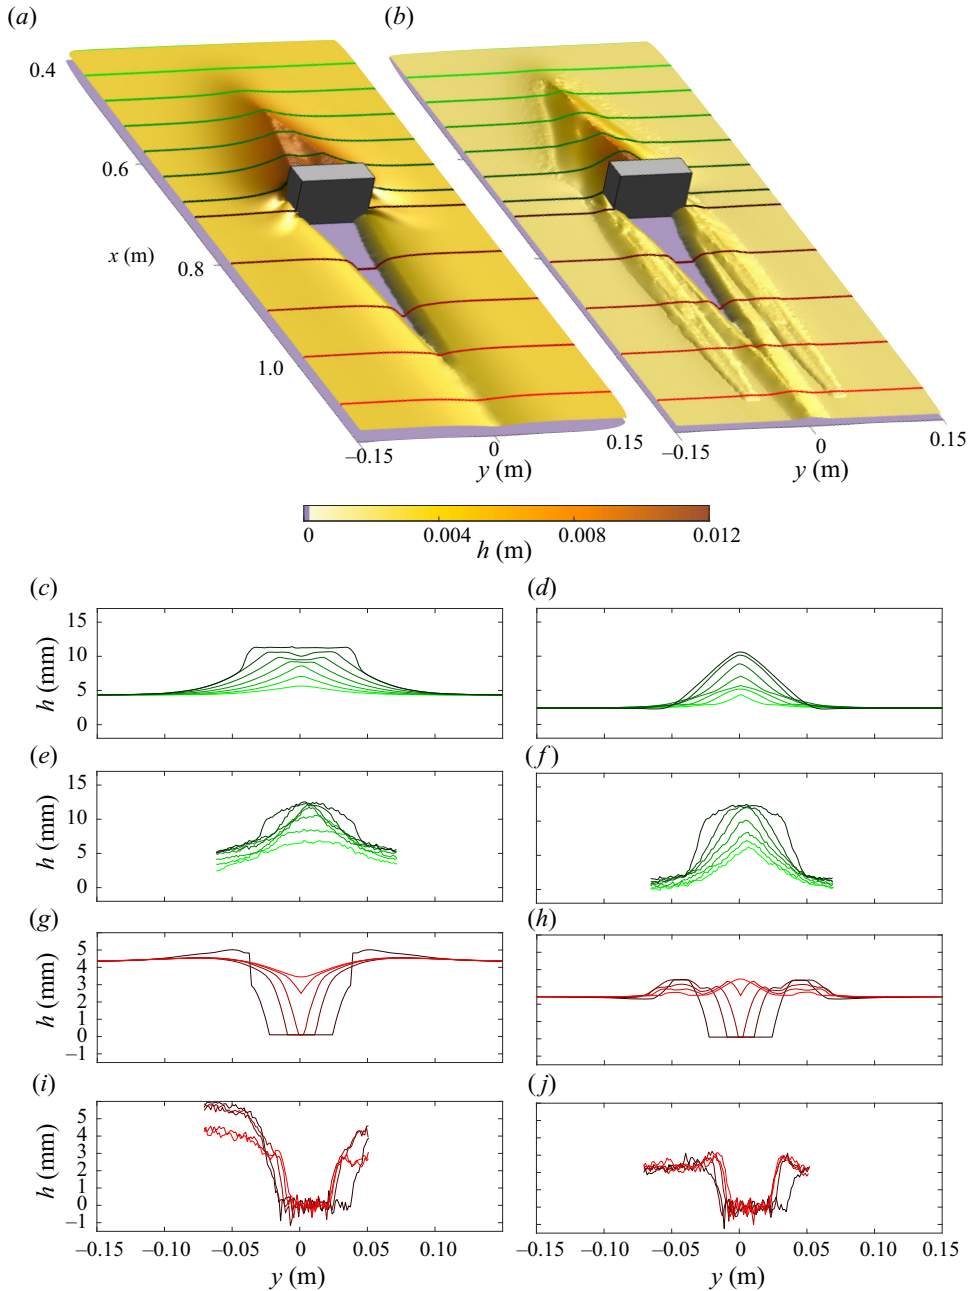 (a)
(b)
0.4
0.6
x (m)
0.8
1.0
–0.15
0
0.15
y (m)
–0.15
0
0.15
y (m)
0
0.004
0.008
0.012
h (m)
(c)
(d)
15
10
5
0
h (mm)
(e)
(f)
15
10
5
0
h (mm)
(g)
(h)
5
4
3
2
1
0
–1
h (mm)
(i)
(j)
5
4
3
2
1
0
–1
h (mm)
–0.15
–0.10
–0.05
0
0.05
0.10
–0.15
–0.10
–0.05
0
0.05
0.10
0.15
y (m)
y (m)